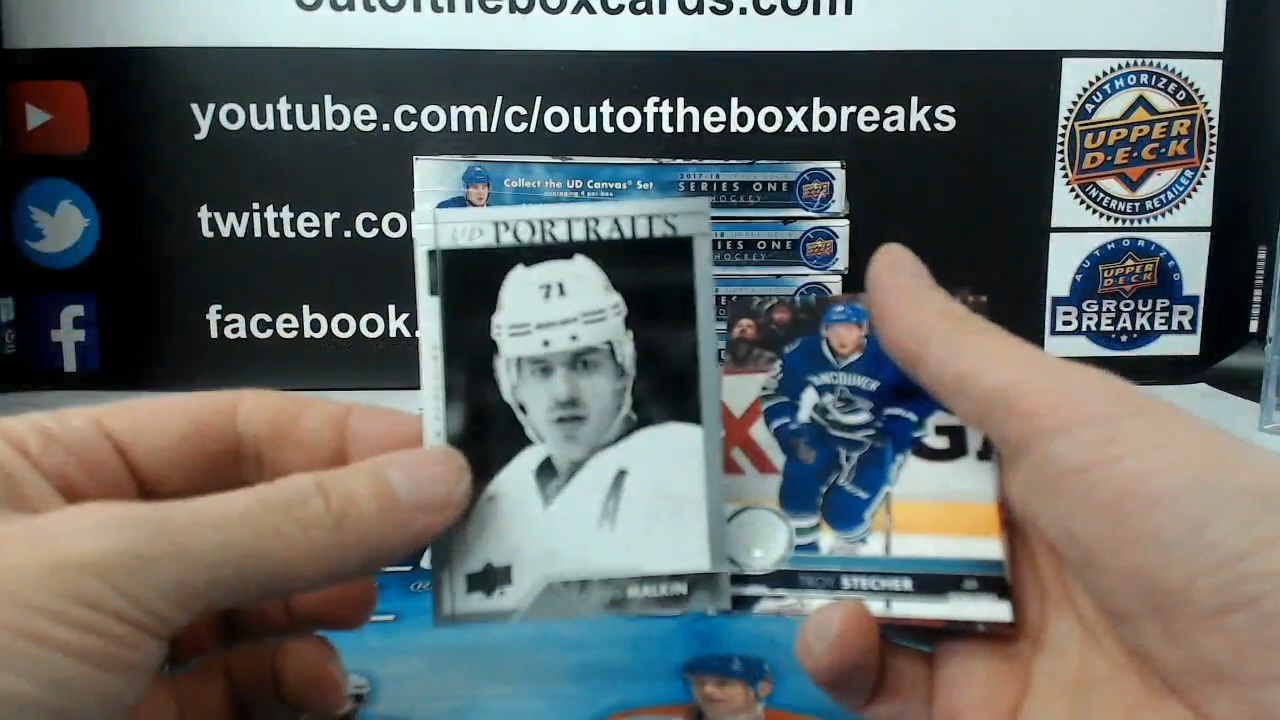 outoftheboxcards.com
youtube.com/c/outoftheboxbreaks
twitter.co
facebook.
AUTHORIZED
UPPER
D·E·C·K
INTERNET RETAILER
AUTHORIZED
UPPER
DECK
GROUP
BREAKER
Collect the UD Canvas® Set
2017-18
SERIES ONE
HOCKEY
IES ONE
HOCKEY
UD PORTRAITS
71
MALKIN
VANCOUVER
TROY STECHER